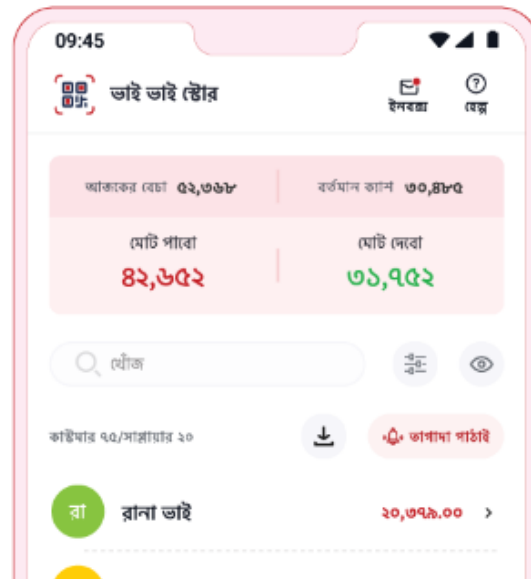 09:45
ভাই ভাই স্টোর
ইনবক্স
হেল্প
আজকের বেচা ৫২,৩৬৮
বর্তমান ক্যাশ ৩০,৪৮৫
মোট পাবো
মোট দেবো
৪২,৬৫২
৩১,৭৫২
খোঁজ
কাস্টমার ৭৫/সাপ্লায়ার ২০
তাগাদা পাঠাই
রা
রানা ভাই
২০,৩৭৯.০০